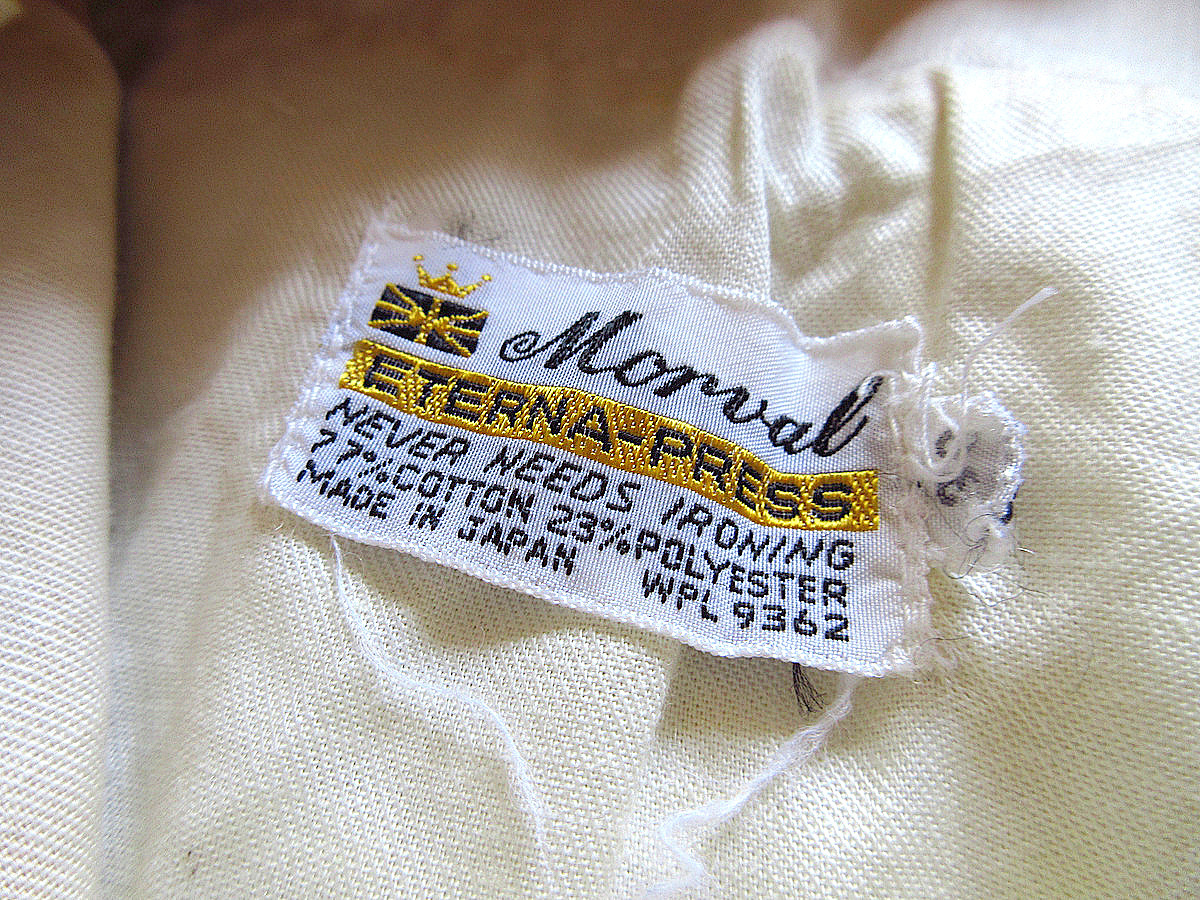 Morval
ETERNA-PRESS
NEVER NEEDS IRONING
77%COTTON 23%POLYESTER
MADE IN JAPAN WPL 9362